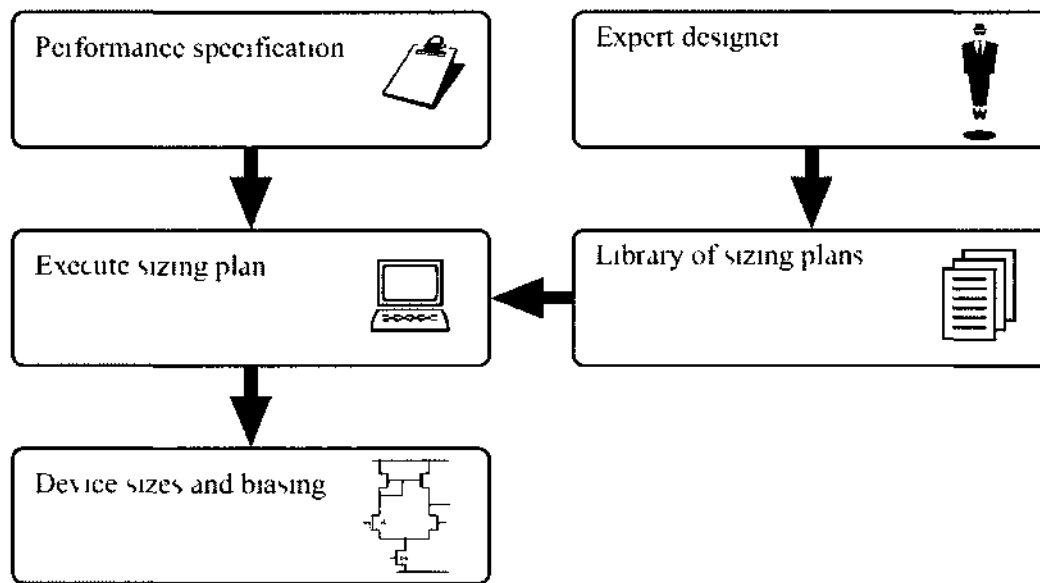 Performance specification
Expert designer
Execute sizing plan
Library of sizing plans
Device sizes and biasing